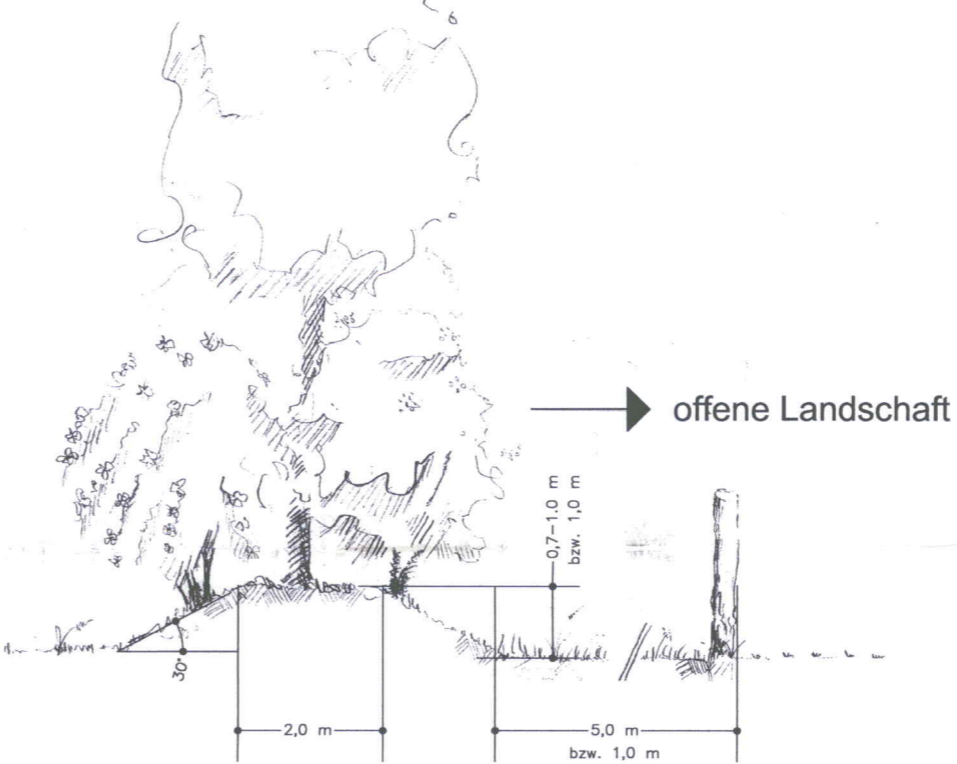 offene Landschaft
0,7-1.0 m
bzw. 1,0 m
30°
2,0 m
5,0 m
bzw. 1,0 m